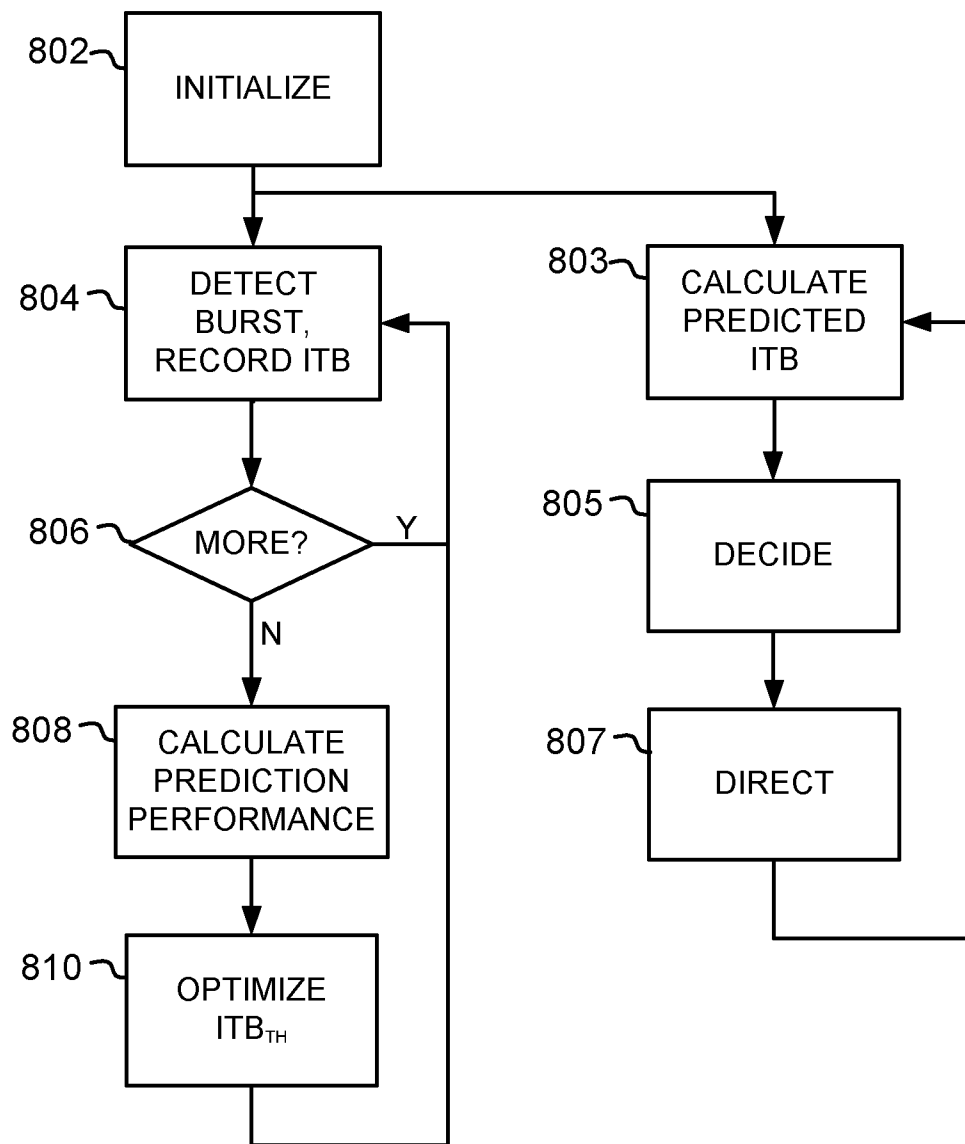 802
INITIALIZE
804
DETECT
BURST,
RECORD ITB
803
CALCULATE
PREDICTED
ITB
806
MORE?
Y
N
805
DECIDE
808
CALCULATE
PREDICTION
PERFORMANCE
807
DIRECT
810
OPTIMIZE
ITBTH